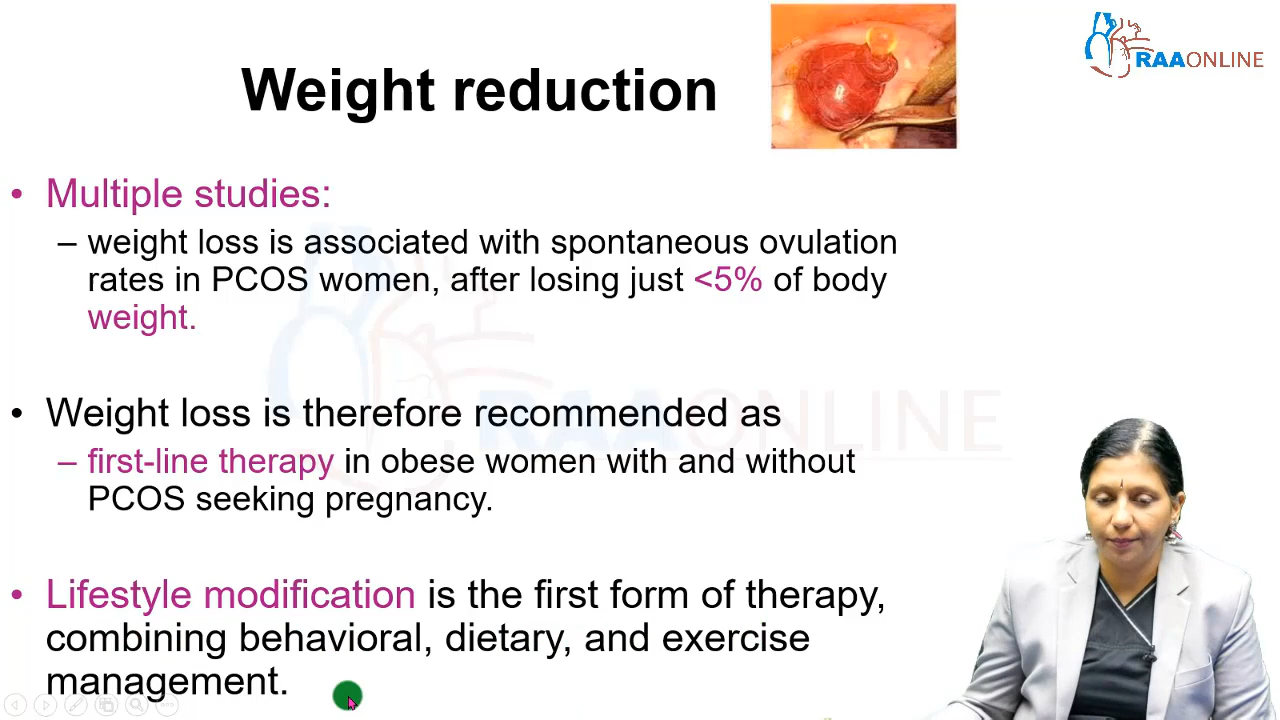 RAAONLINE
Weight reduction
• Multiple studies:
– weight loss is associated with spontaneous ovulation
rates in PCOS women, after losing just <5% of body
weight.
RAAONLINE
• Weight loss is therefore recommended as
– first-line therapy in obese women with and without
PCOS seeking pregnancy.
• Lifestyle modification is the first form of therapy,
combining behavioral, dietary, and exercise
management.